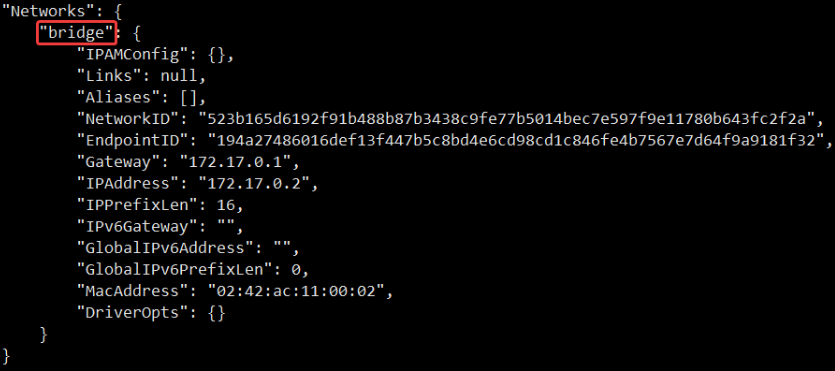 "Networks": {
    "bridge": {
        "IPAMConfig": {},
        "Links": null,
        "Aliases": [],
        "NetworkID": "523b165d6192f91b488b87b3438c9fe77b5014bec7e597f9e11780b643fc2f2a",
        "EndpointID": "194a27486016def13f447b5c8bd4e6cd98cd1c846fe4b7567e7d64f9a9181f32",
        "Gateway": "172.17.0.1",
        "IPAddress": "172.17.0.2",
        "IPPrefixLen": 16,
        "IPv6Gateway": "",
        "GlobalIPv6Address": "",
        "GlobalIPv6PrefixLen": 0,
        "MacAddress": "02:42:ac:11:00:02",
        "DriverOpts": {}
    }
}